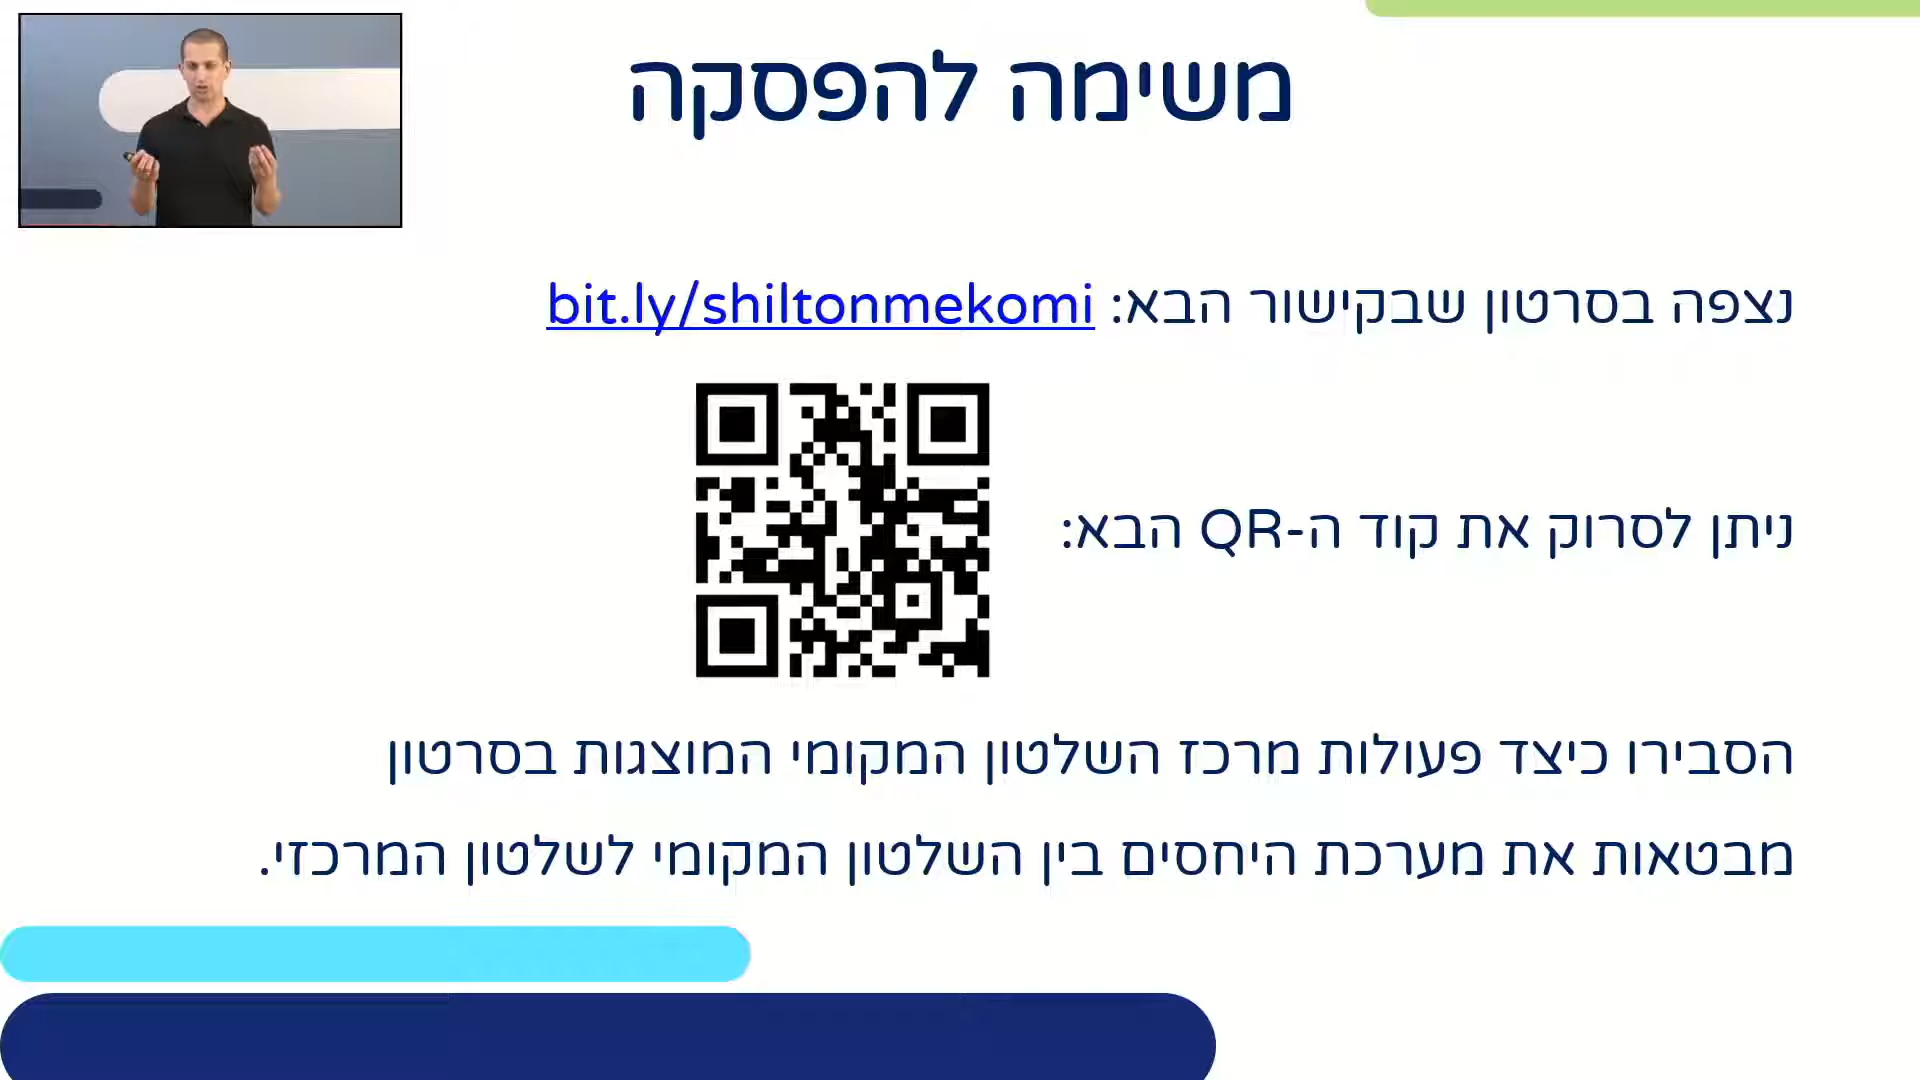 משימה להפסקה
נצפה בסרטון שבקישור הבא: bit.ly/shiltonmekomi
ניתן לסרוק את קוד ה-QR הבא:
הסבירו כיצד פעולות מרכז השלטון המקומי המוצגות בסרטון
מבטאות את מערכת היחסים בין השלטון המקומי לשלטון המרכזי.